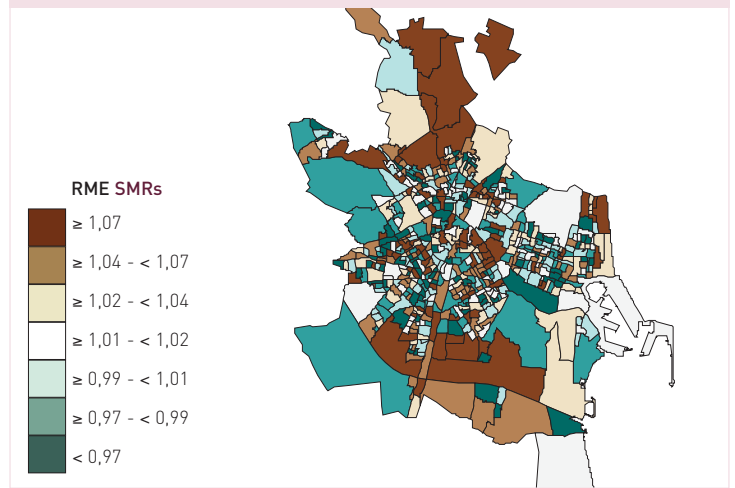 RME SMRs
≥ 1,07
≥ 1,04 - < 1,07
≥ 1,02 - < 1,04
≥ 1,01 - < 1,02
≥ 0,99 - < 1,01
≥ 0,97 - < 0,99
< 0,97